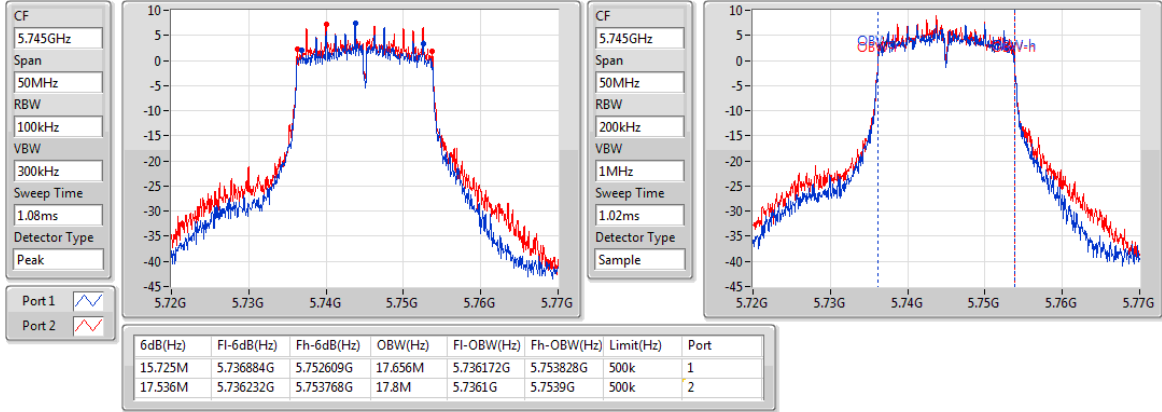 CF
5.745GHz
Span
50MHz
RBW
100kHz
VBW
300kHz
Sweep Time
1.08ms
Detector Type
Peak
10
5
0
-5
-10
-15
-20
-25
-30
-35
-40
-45
5.72G 5.73G 5.74G 5.75G 5.76G 5.77G
CF
5.745GHz
Span
50MHz
RBW
200kHz
VBW
1MHz
Sweep Time
1.02ms
Detector Type
Sample
10
5
0
-5
-10
-15
-20
-25
-30
-35
-40
-45
5.72G 5.73G 5.74G 5.75G 5.76G 5.77G
Port 1
Port 2
6dB(Hz) Fl-6dB(Hz) Fh-6dB(Hz) OBW(Hz) Fl-OBW(Hz) Fh-OBW(Hz) Limit(Hz) Port
15.725M 5.736884G 5.752609G 17.656M 5.736172G 5.753828G 500k 1
17.536M 5.736232G 5.753768G 17.8M 5.7361G 5.7539G 500k 2